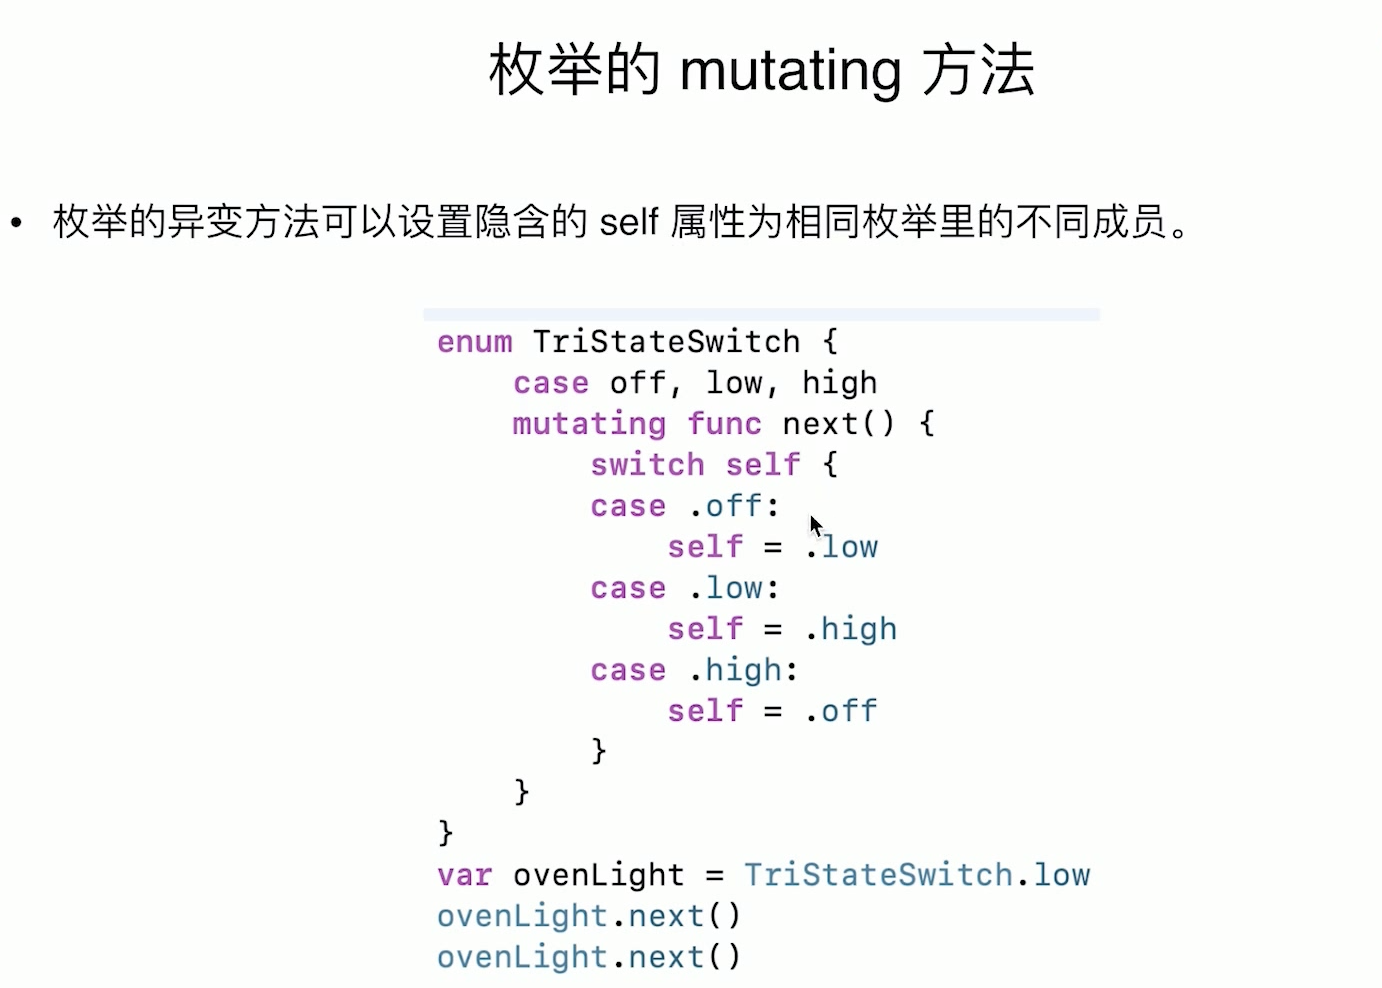 枚举的 mutating 方法
• 枚举的异变方法可以设置隐含的 self 属性为相同枚举里的不同成员。
enum TriStateSwitch {
    case off, low, high
    mutating func next() {
        switch self {
        case .off:
            self = .low
        case .low:
            self = .high
        case .high:
            self = .off
        }
    }
}
var ovenLight = TriStateSwitch.low
ovenLight.next()
ovenLight.next()